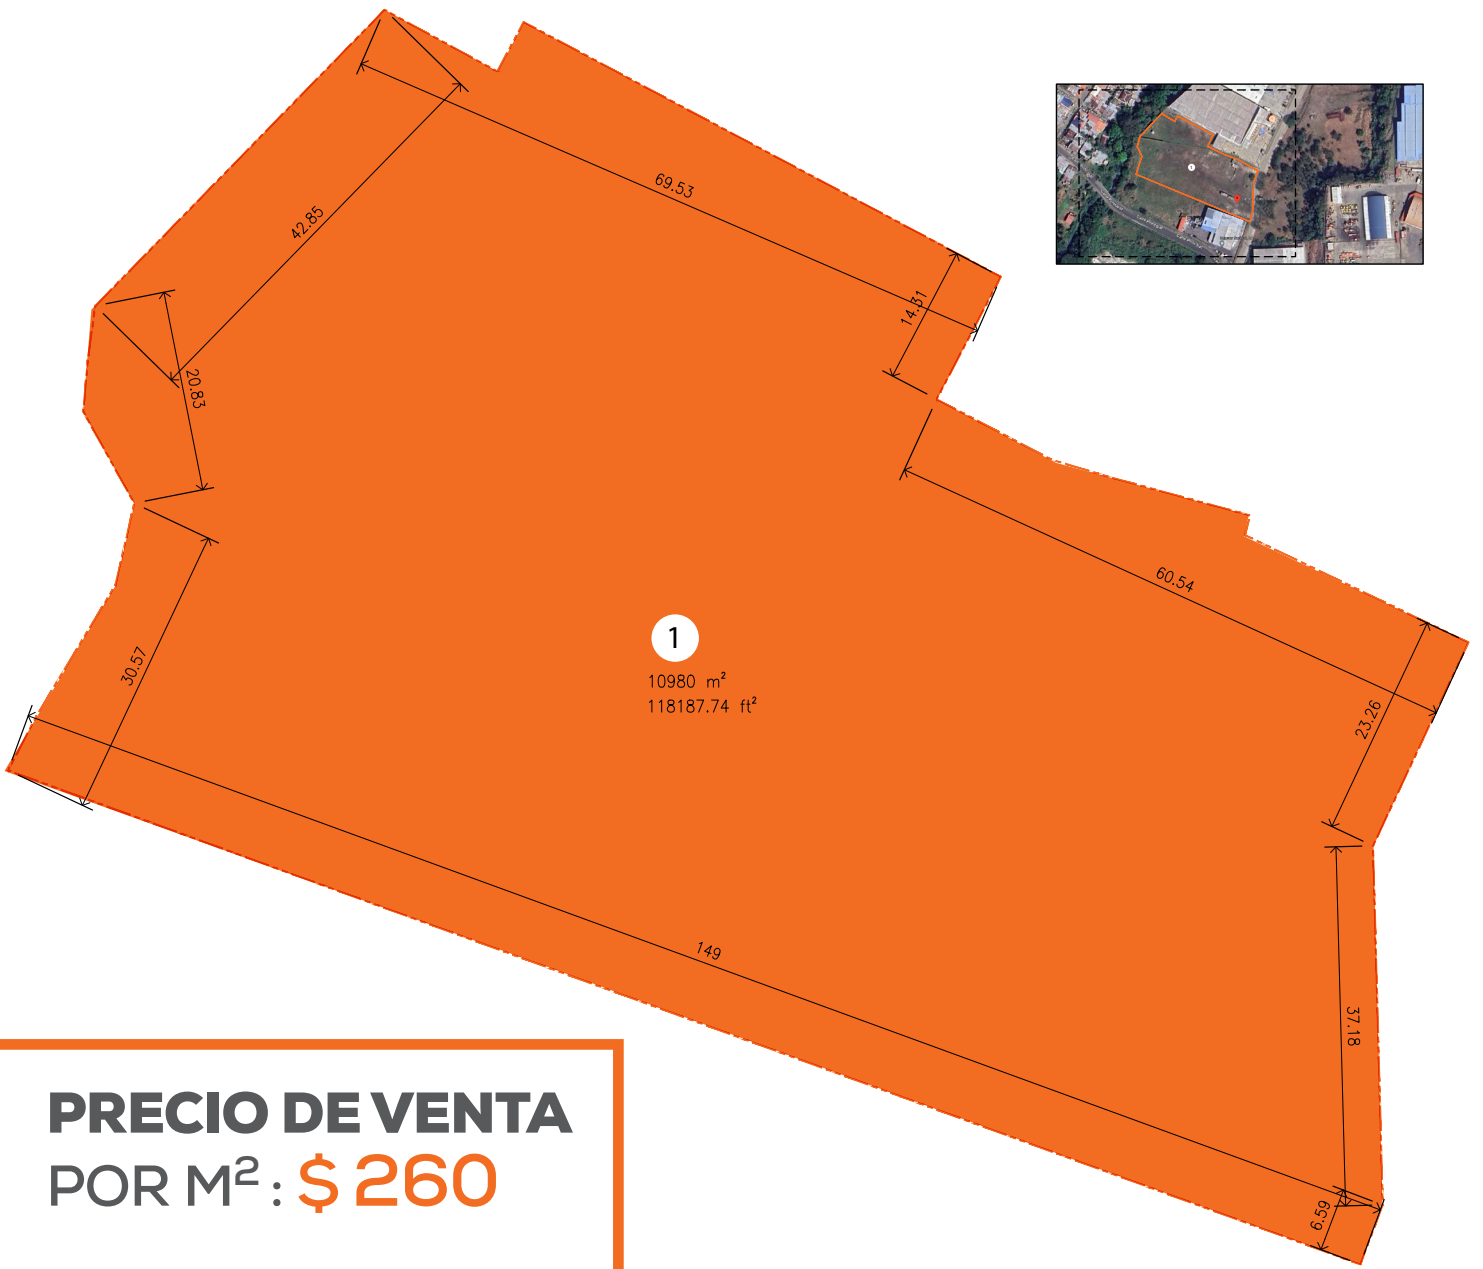 69.53
42.85
14.31
20.83
60.54
1
30.57
10980 m²
118187.74 ft²
23.26
149
37.18
6.59
PRECIO DE VENTA
POR M² : $ 260